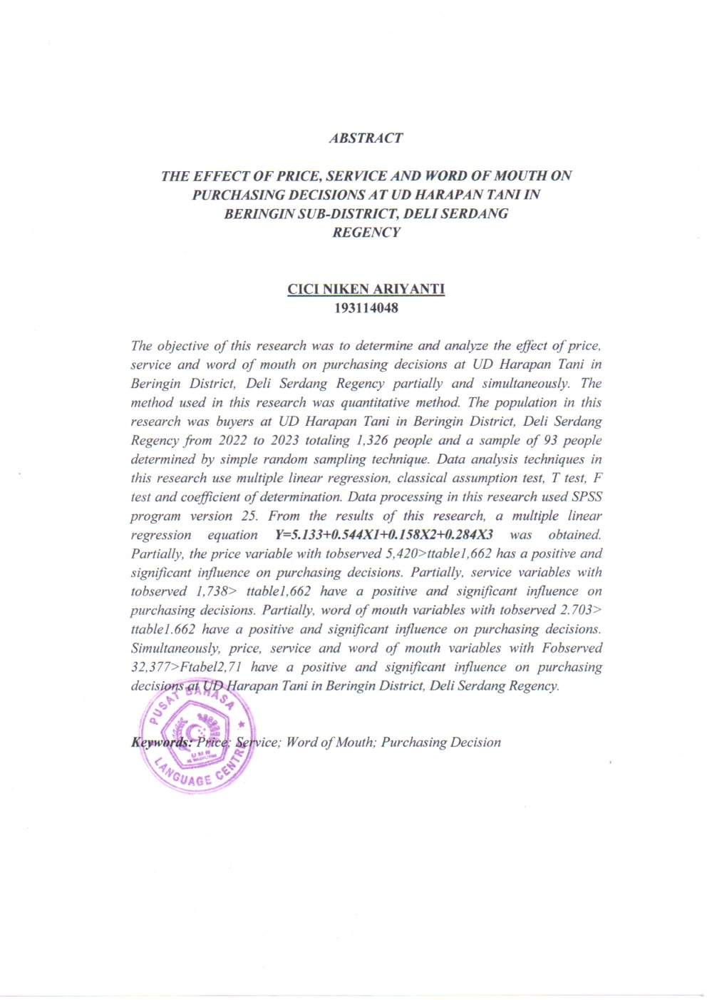 ABSTRACT
THE EFFECT OF PRICE, SERVICE AND WORD OF MOUTH ON
PURCHASING DECISIONS AT UD HARAPAN TANI IN
BERINGIN SUB-DISTRICT, DELI SERDANG
REGENCY
CICI NIKEN ARIYANTI
193114048
The objective of this research was to determine and analyze the effect of price,
service and word of mouth on purchasing decisions at UD Harapan Tani in
Beringin District, Deli Serdang Regency partially and simultaneously. The
method used in this research was quantitative method. The population in this
research was buyers at UD Harapan Tani in Beringin District, Deli Serdang
Regency from 2022 to 2023 totaling 1,326 people and a sample of 93 people
determined by simple random sampling technique. Data analysis techniques in
this research use multiple linear regression, classical assumption test, T test, F
test and coefficient of determination. Data processing in this research used SPSS
program version 25. From the results of this research, a multiple linear
regression equation Y=5.133+0.544X1+0.158X2+0.284X3 was obtained.
Partially, the price variable with tobserved 5,420>ttable1,662 has a positive and
significant influence on purchasing decisions. Partially, service variables with
tobserved 1,738> ttable1,662 have a positive and significant influence on
purchasing decisions. Partially, word of mouth variables with tobserved 2.703>
ttable1.662 have a positive and significant influence on purchasing decisions.
Simultaneously, price, service and word of mouth variables with Fobserved
32,377>Ftabel2,71 have a positive and significant influence on purchasing
decisions at UD Harapan Tani in Beringin District, Deli Serdang Regency.
PUSAT BAHASA
UMN
AL WASHLIYAH
LANGUAGE CENTRE
Keywords: Price; Service; Word of Mouth; Purchasing Decision